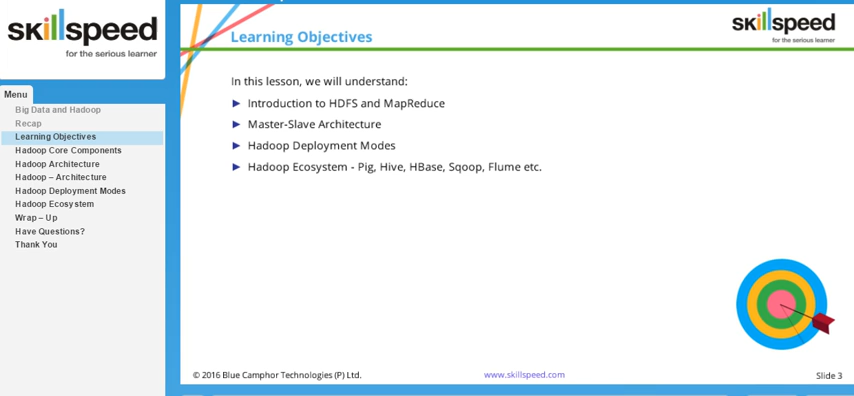 skillspeed
for the serious learner
Menu
Big Data and Hadoop
Recap
Learning Objectives
Hadoop Core Components
Hadoop Architecture
Hadoop – Architecture
Hadoop Deployment Modes
Hadoop Ecosystem
Wrap – Up
Have Questions?
Thank You
Learning Objectives
skillspeed
for the serious learner
In this lesson, we will understand:
► Introduction to HDFS and MapReduce
► Master-Slave Architecture
► Hadoop Deployment Modes
► Hadoop Ecosystem - Pig, Hive, HBase, Sqoop, Flume etc.
© 2016 Blue Camphor Technologies (P) Ltd.
www.skillspeed.com
Slide 3